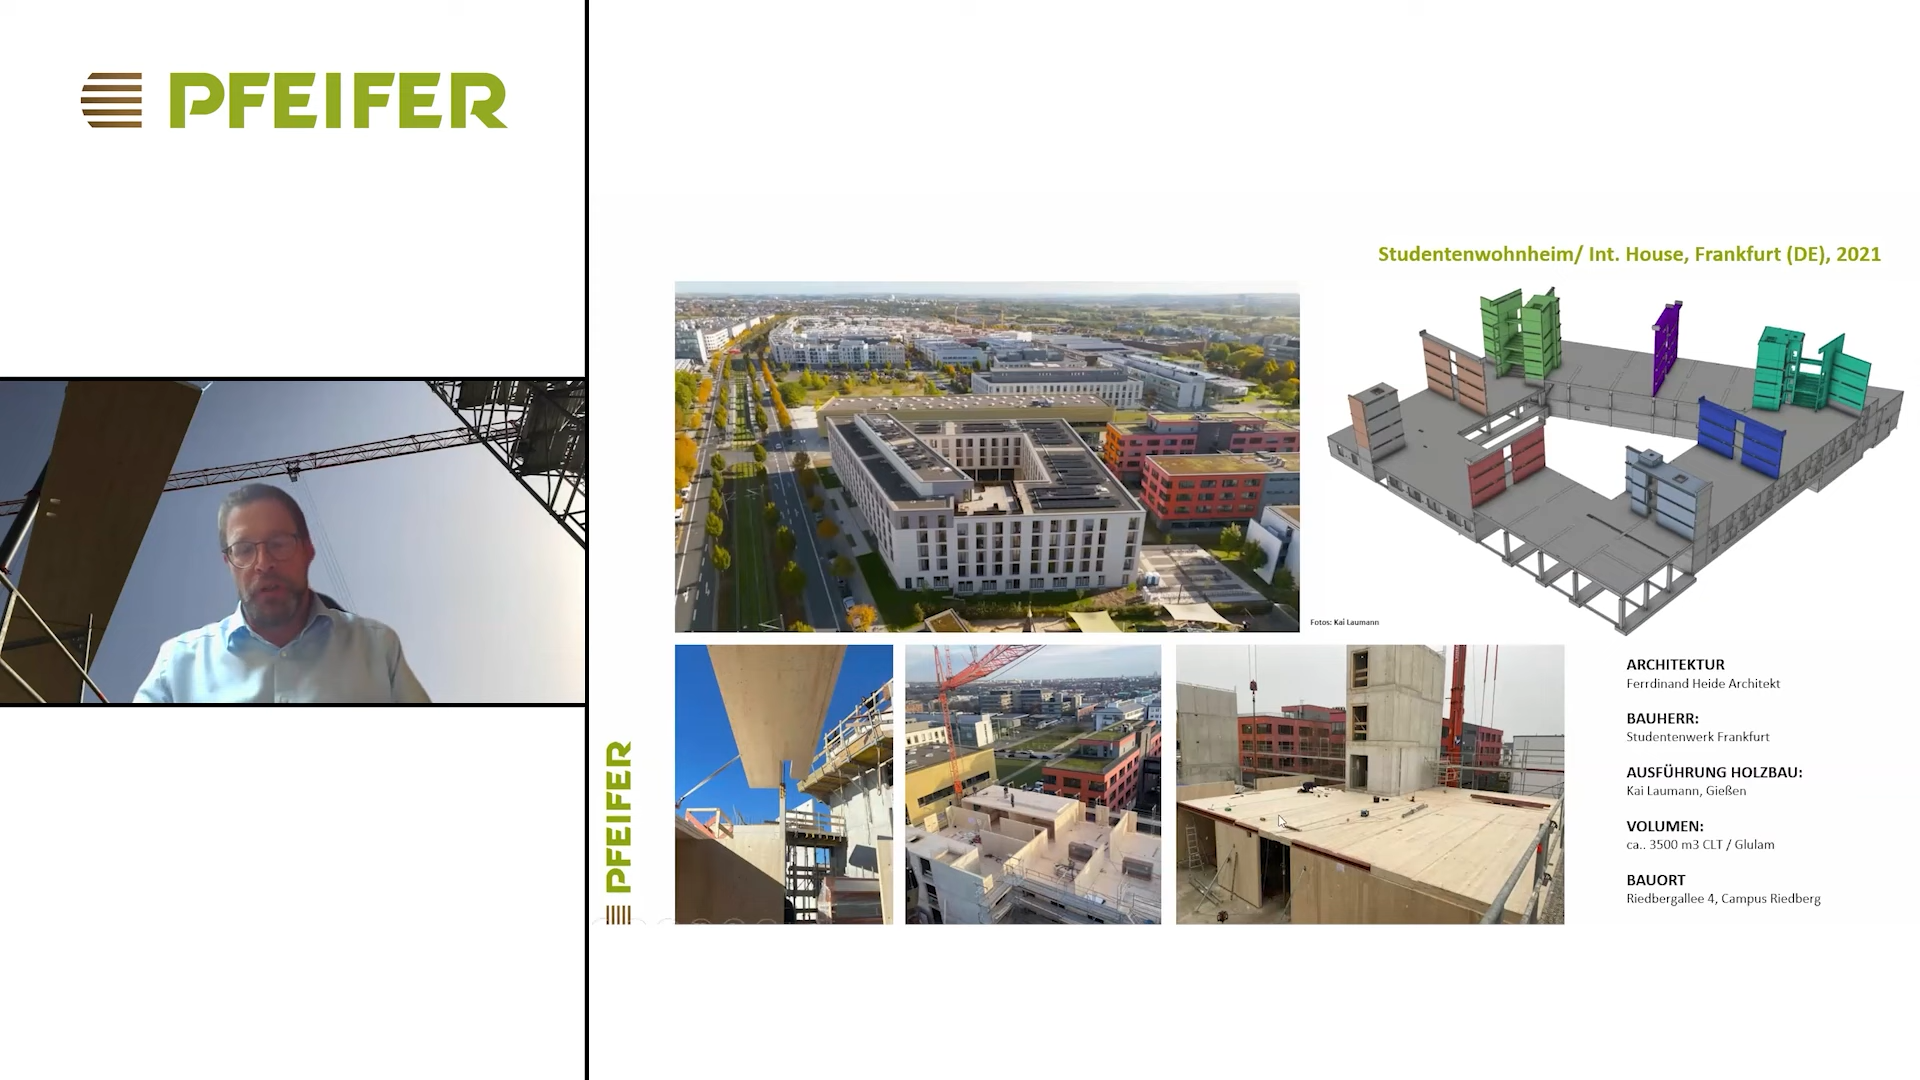 PFEIFER
Studentenwohnheim/ Int. House, Frankfurt (DE), 2021
Fotos: Kai Laumann
ARCHITEKTUR
Ferrdinand Heide Architekt
BAUHERR:
Studentenwerk Frankfurt
AUSFÜHRUNG HOLZBAU:
Kai Laumann, Gießen
VOLUMEN:
ca.. 3500 m3 CLT / Glulam
BAUORT
Riedbergallee 4, Campus Riedberg
PFEIFER